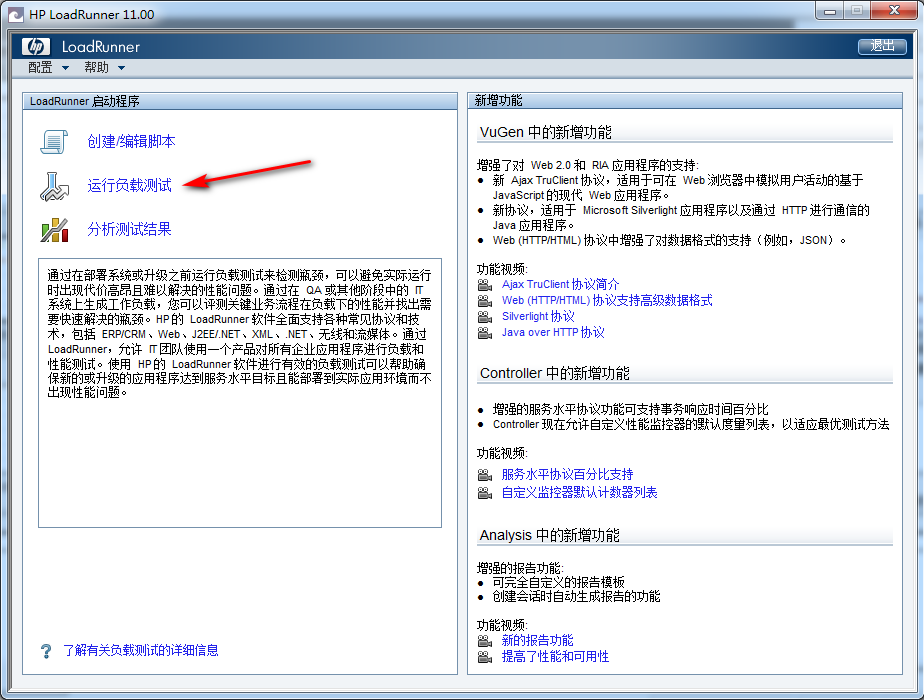 HP LoadRunner 11.00
hp LoadRunner 退出
配置 帮助
LoadRunner 启动程序
创建/编辑脚本
运行负载测试
分析测试结果
通过在部署系统或升级之前运行负载测试来检测瓶颈，可以避免实际运行
时出现代价高昂且难以解决的性能问题。通过在 QA 或其他阶段中的 IT
系统上生成工作负载，您可以评测关键业务流程在负载下的性能并找出需
要快速解决的瓶颈。HP 的 LoadRunner 软件全面支持各种常见协议和技
术，包括 ERP/CRM、Web、J2EE/.NET、XML、.NET、无线和流媒体。通过
LoadRunner，允许 IT 团队使用一个产品对所有企业应用程序进行负载和
性能测试。使用 HP 的 LoadRunner 软件进行有效的负载测试可以帮助确
保新的或升级的应用程序达到服务水平目标且能部署到实际应用环境而不
出现性能问题。
? 了解有关负载测试的详细信息
新增功能
VuGen 中的新增功能
增强了对 Web 2.0 和 RIA 应用程序的支持:
• 新 Ajax TruClient 协议，适用于可在 Web 浏览器中模拟用户活动的基于
JavaScript 的现代 Web 应用程序。
• 新协议，适用于 Microsoft Silverlight 应用程序以及通过 HTTP 进行通信的
Java 应用程序。
• Web (HTTP/HTML) 协议中增强了对数据格式的支持（例如，JSON）。
功能视频:
Ajax TruClient 协议简介
Web (HTTP/HTML) 协议支持高级数据格式
Silverlight 协议
Java over HTTP 协议
Controller 中的新增功能
• 增强的服务水平协议功能可支持事务响应时间百分比
• Controller 现在允许自定义性能监控器的默认度量列表，以适应最优测试方法
功能视频:
服务水平协议百分比支持
自定义监控器默认计数器列表
Analysis 中的新增功能
增强的报告功能:
• 可完全自定义的报告模板
• 创建会话时自动生成报告的功能
功能视频:
新的报告功能
提高了性能和可用性